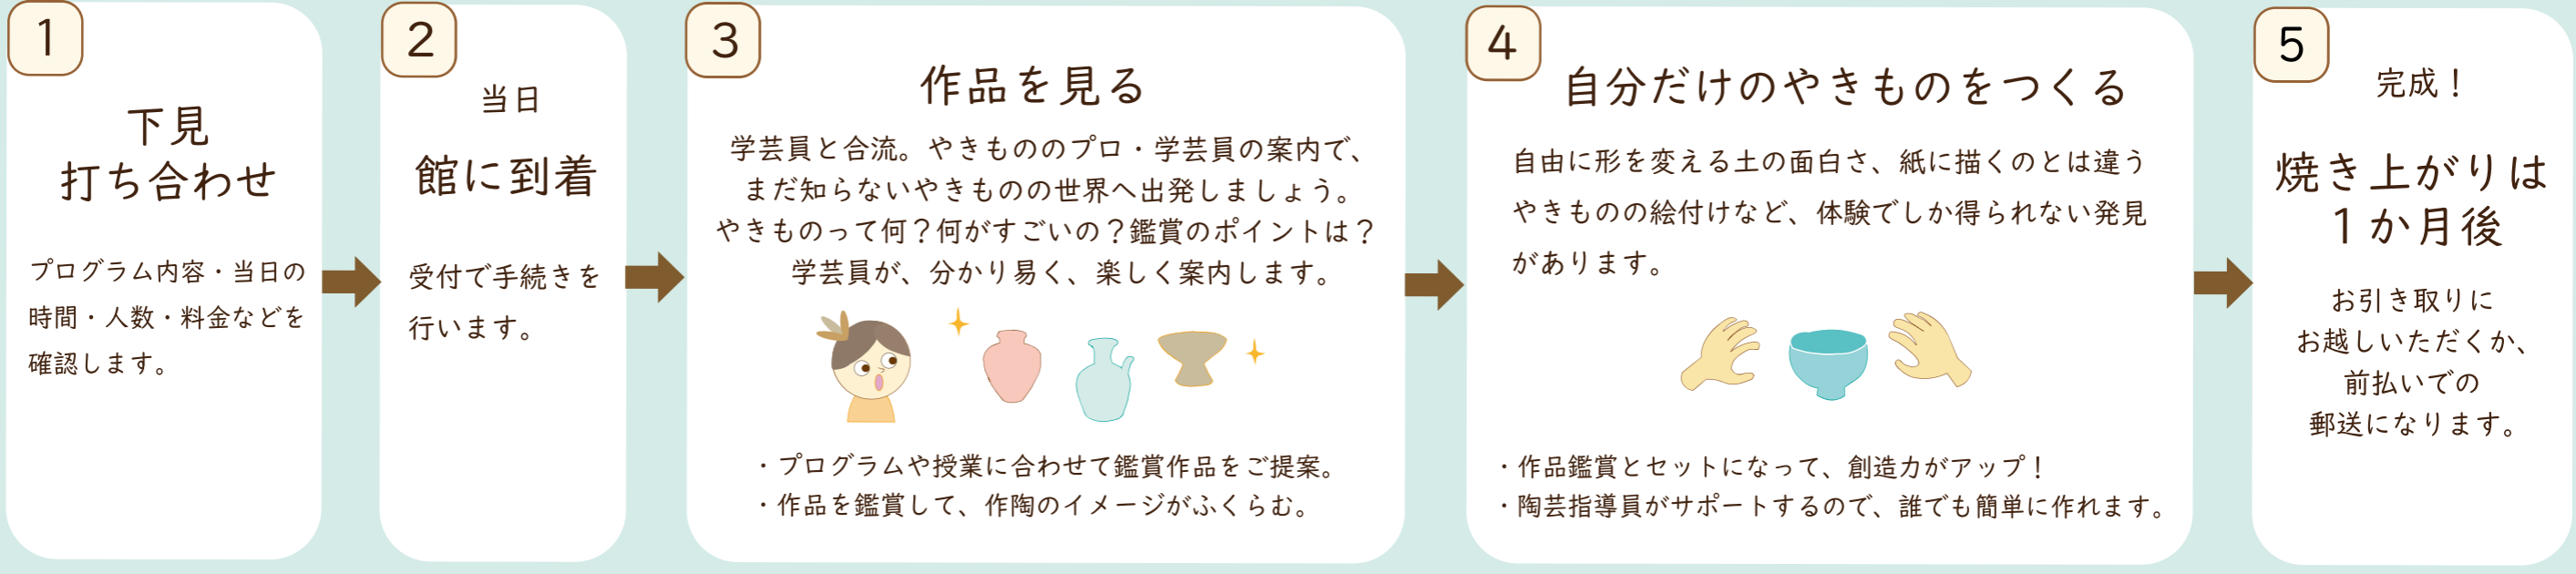 1
下見
打ち合わせ
プログラム内容・当日の
時間・人数・料金などを
確認します。
2
当日
館に到着
受付で手続きを
行います。
3
作品を見る
学芸員と合流。やきもののプロ・学芸員の案内で、
まだ知らないやきものの世界へ出発しましょう。
やきものって何？何がすごいの？鑑賞のポイントは？
学芸員が、分かり易く、楽しく案内します。
・プログラムや授業に合わせて鑑賞作品をご提案。
・作品を鑑賞して、作陶のイメージがふくらむ。
4
自分だけのやきものをつくる
自由に形を変える土の面白さ、紙に描くのとは違う
やきものの絵付けなど、体験でしか得られない発見
があります。
・作品鑑賞とセットになって、創造力がアップ！
・陶芸指導員がサポートするので、誰でも簡単に作れます。
5
完成！
焼き上がりは
１か月後
お引き取りに
お越しいただくか、
前払いでの
郵送になります。